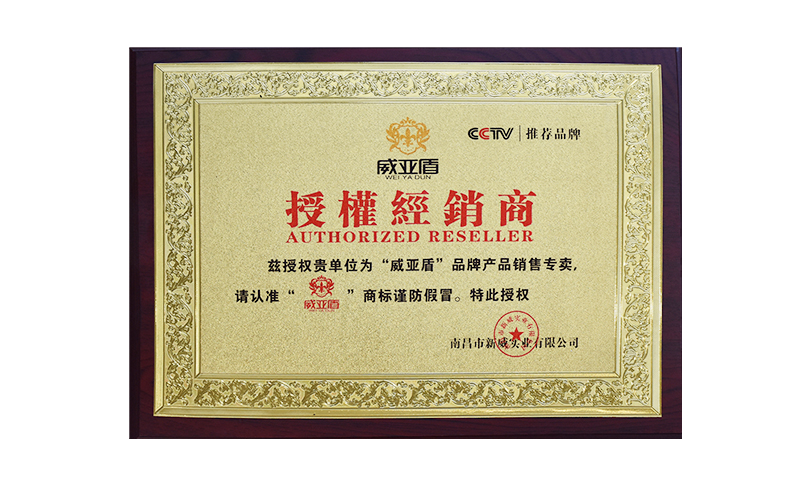 CCTV 推荐品牌
威亚盾
WEI YA DUN
授權經銷商
AUTHORIZED RESELLER
兹授权贵单位为“威亚盾”品牌产品销售专卖,
请认准“威亚盾”商标谨防假冒。特此授权
南昌市新威实业有限公司